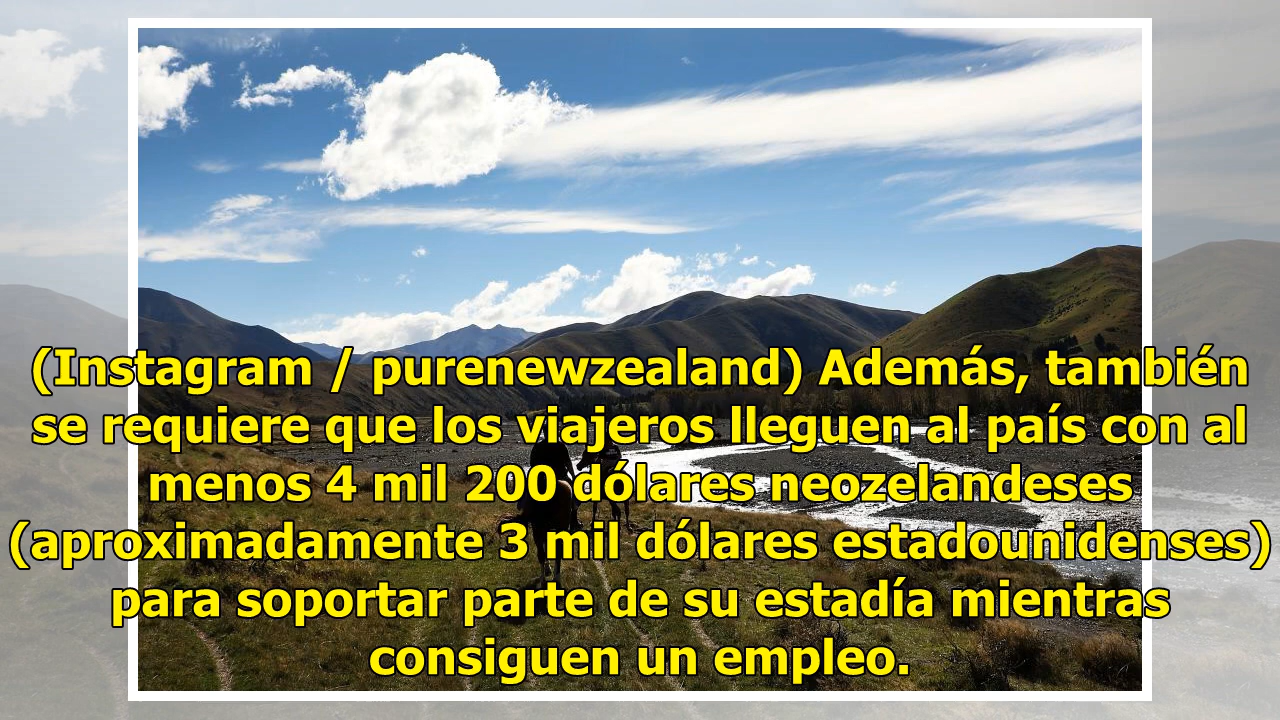 (Instagram / purenewzealand) Además, también
se requiere que los viajeros lleguen al país con al
menos 4 mil 200 dólares neozelandeses
(aproximadamente 3 mil dólares estadounidenses)
para soportar parte de su estadía mientras
consiguen un empleo.